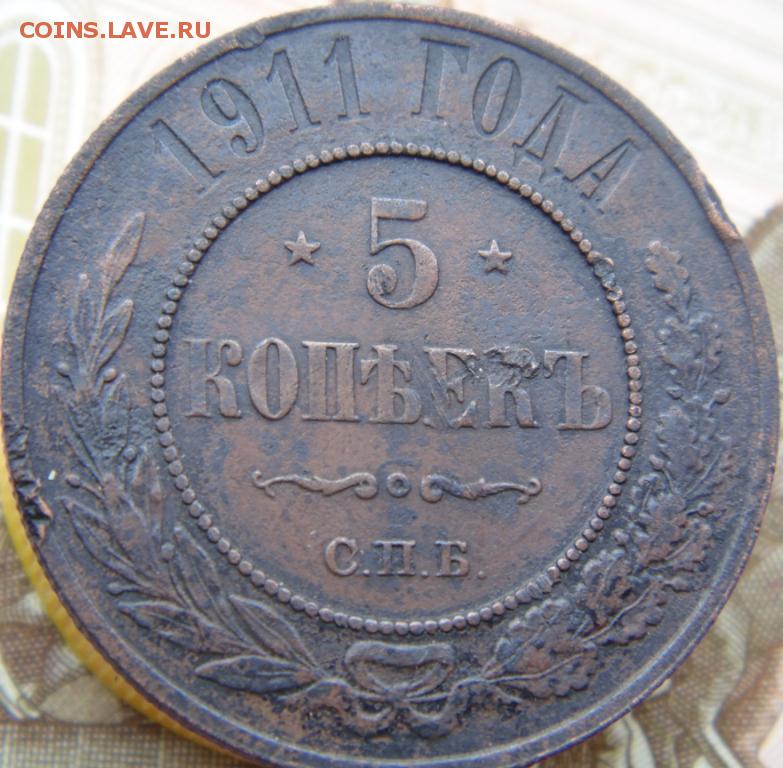 COINS.LAVE.RU
1911 ГОДА
5
КОПѢЕКЪ
С.П.Б.